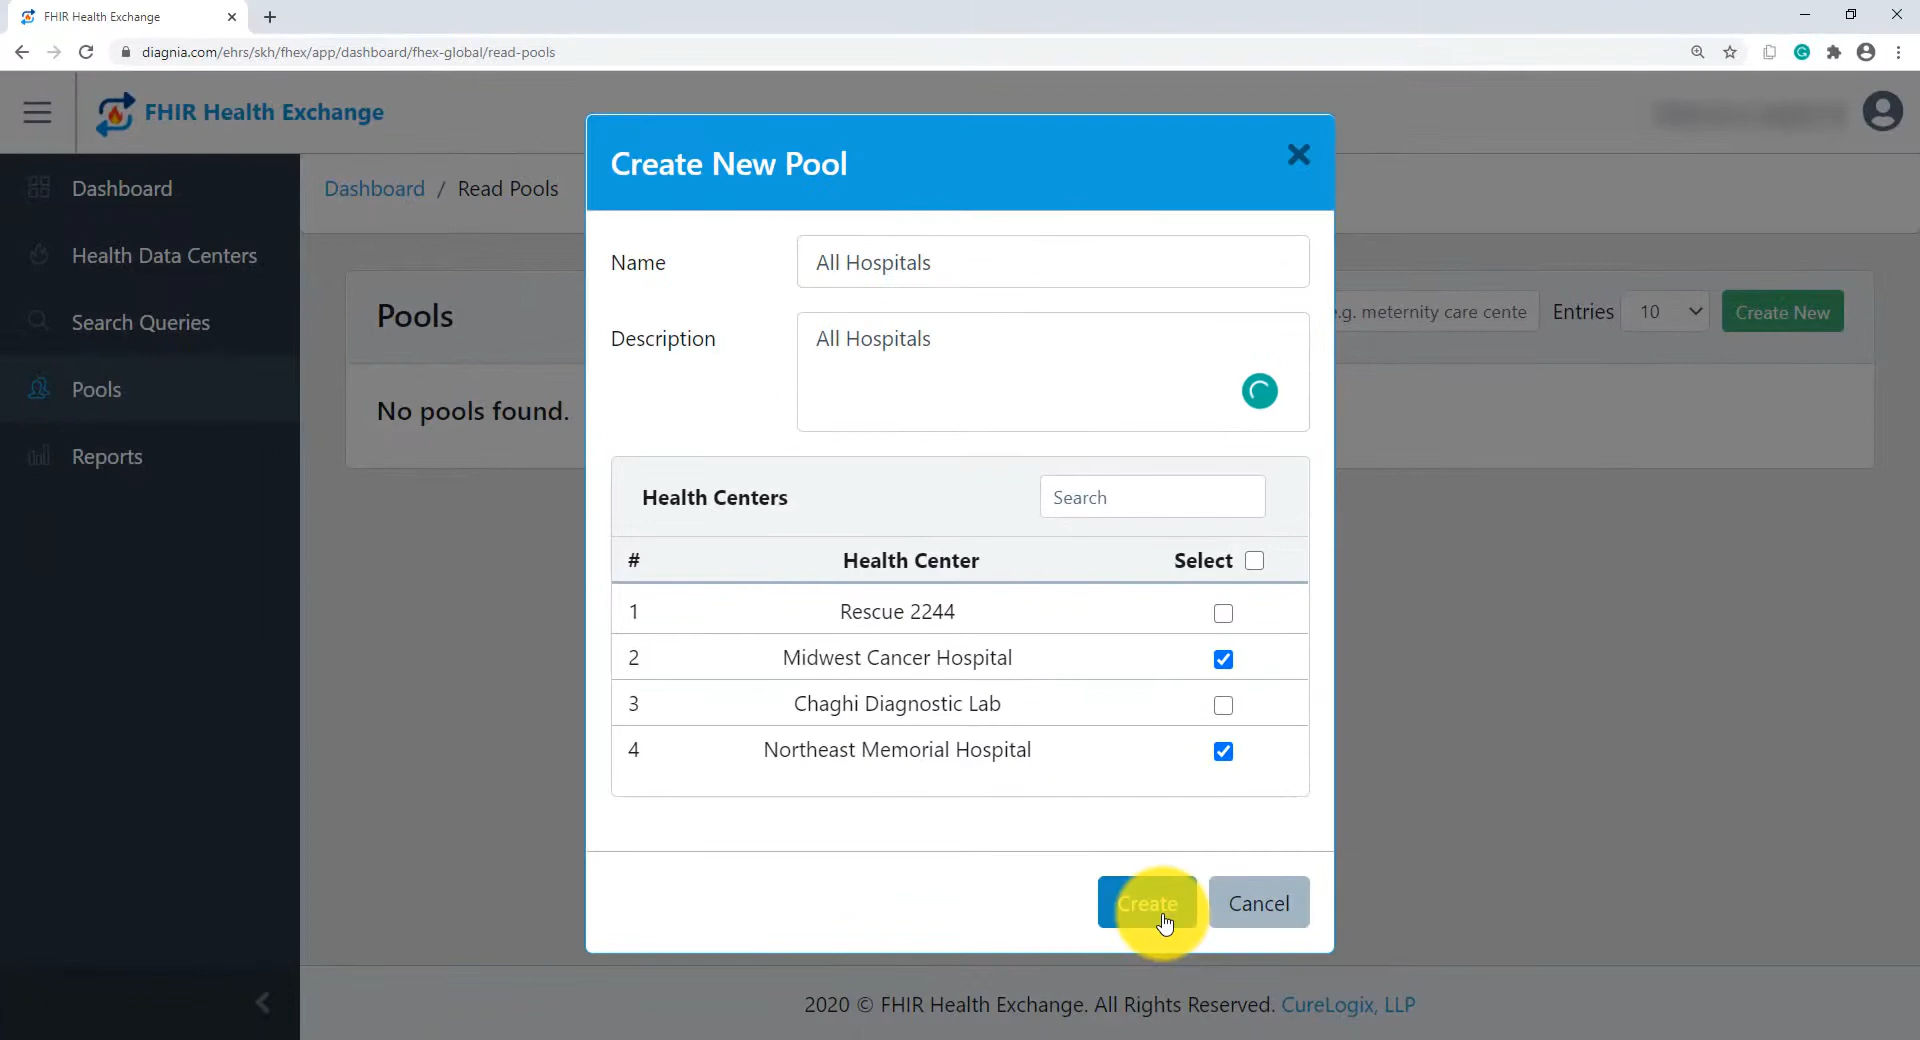 FHIR Health Exchange
diagnia.com/ehrs/skh/fhex/app/dashboard/fhex-global/read-pools
FHIR Health Exchange
Dashboard
Health Data Centers
Search Queries
Pools
Reports
Dashboard / Read Pools
Pools
.g. meternity care cente
Entries 10
Create New
No pools found.
Create New Pool
Name All Hospitals
Description All Hospitals
Health Centers Search
# Health Center Select
1 Rescue 2244
2 Midwest Cancer Hospital
3 Chaghi Diagnostic Lab
4 Northeast Memorial Hospital
Create Cancel
2020 © FHIR Health Exchange. All Rights Reserved. CureLogix, LLP